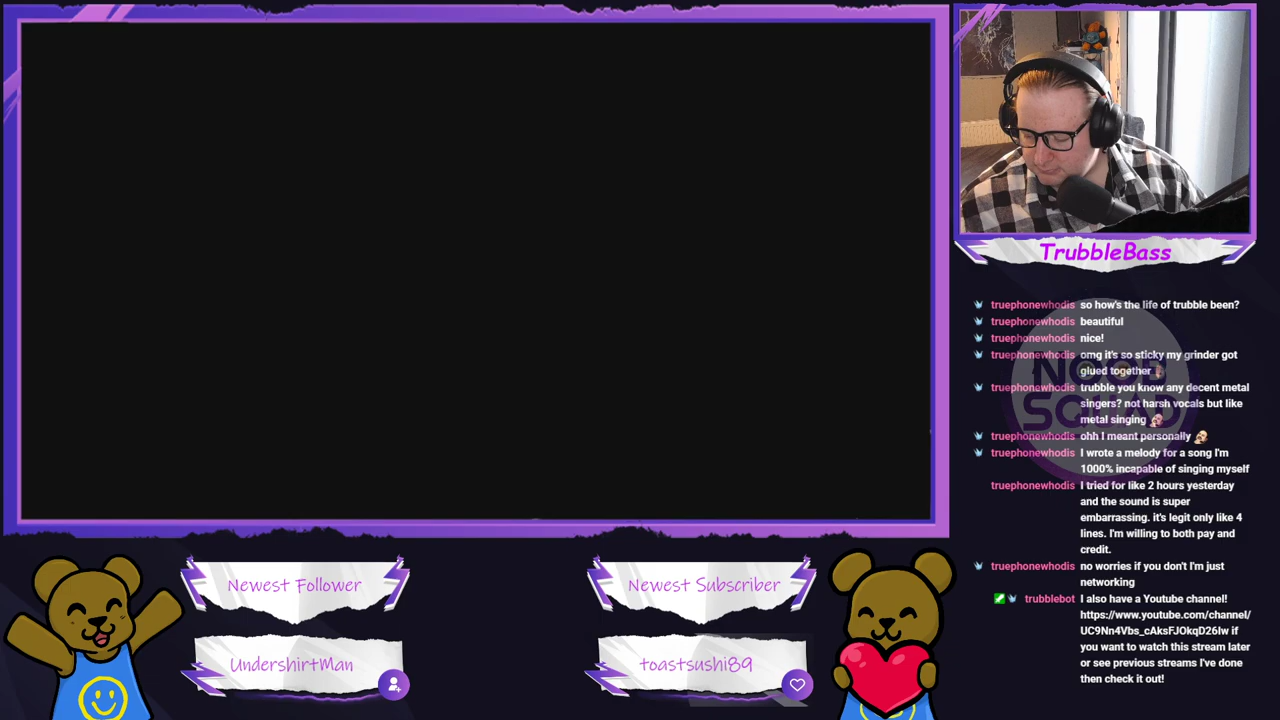 TrubbleBass
truephonewhodis so how's the life of trubble been?
truephonewhodis beautiful
truephonewhodis nice!
truephonewhodis omg it's so sticky my grinder got
glued together
truephonewhodis trubble you know any decent metal
singers? not harsh vocals but like
metal singing
truephonewhodis ohh I meant personally
truephonewhodis I wrote a melody for a song I'm
1000% incapable of singing myself
truephonewhodis I tried for like 2 hours yesterday
and the sound is super
embarrassing. it's legit only like 4
lines. I'm willing to both pay and
credit.
truephonewhodis no worries if you don't I'm just
networking
trubblebot I also have a Youtube channel!
https://www.youtube.com/channel/
UC9Nn4Vbs_cAksFJOkqD26Iw if
you want to watch this stream later
or see previous streams I've done
then check it out!
NOOB
SQUAD
Newest Follower
UndershirtMan
Newest Subscriber
toastsushi89